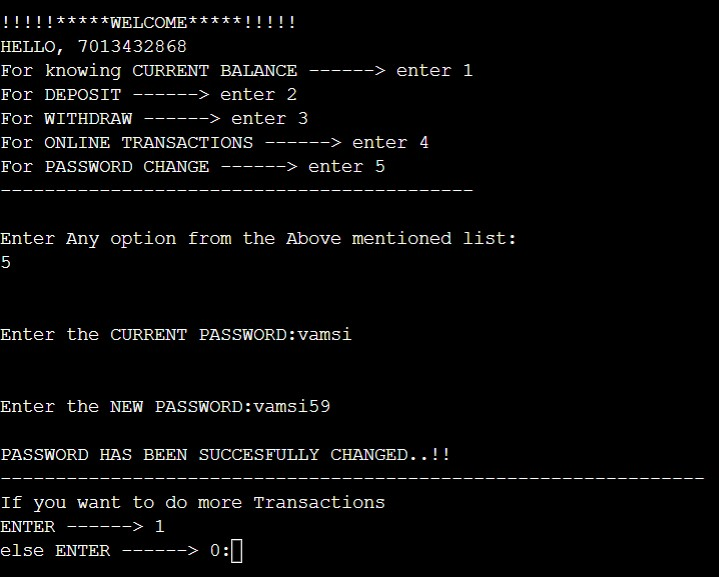 !!!!!*****WELCOME*****!!!!!
HELLO, 7013432868
For knowing CURRENT BALANCE ------> enter 1
For DEPOSIT ------> enter 2
For WITHDRAW ------> enter 3
For ONLINE TRANSACTIONS ------> enter 4
For PASSWORD CHANGE ------> enter 5
-------------------------------------------
Enter Any option from the Above mentioned list:
5
Enter the CURRENT PASSWORD:vamsi
Enter the NEW PASSWORD:vamsi59
PASSWORD HAS BEEN SUCCESFULLY CHANGED..!!
----------------------------------------------------------------
If you want to do more Transactions
ENTER ------> 1
else ENTER ------> 0: